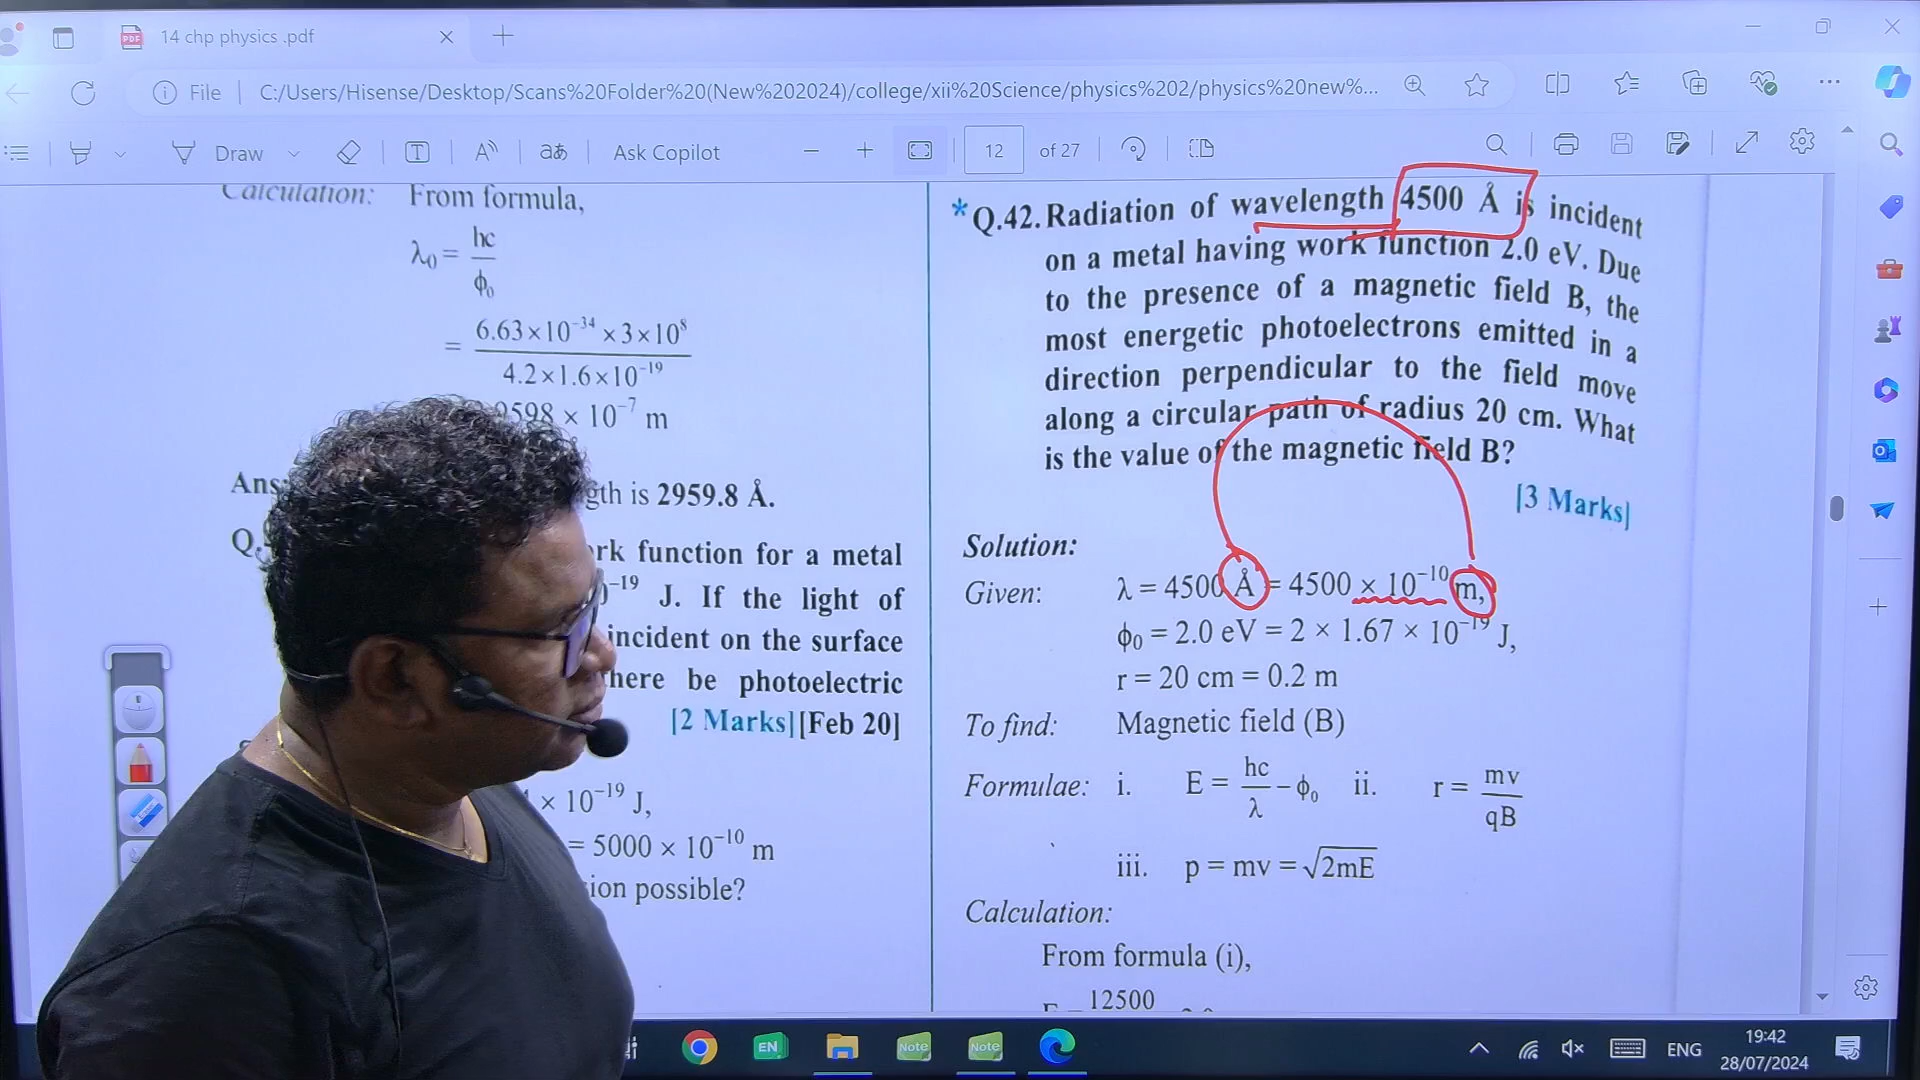 14 chp physics .pdf
File
C:/Users/Hisense/Desktop/Scans%20Folder%20(New%202024)/college/xii%20Science/physics%202/physics%20new%...
Draw
Ask Copilot
12 of 27
Calculation: From formula,
λ₀ = hc / ϕ₀
= 6.63×10⁻³⁴ ×3×10⁸ / 4.2×1.6×10⁻¹⁹
9598 × 10⁻⁷ m
Ans:
gth is 2959.8 Å.
Q.
rk function for a metal
⁻¹⁹ J. If the light of
incident on the surface
here be photoelectric
[2 Marks][Feb 20]
× 10⁻¹⁹ J,
= 5000 × 10⁻¹⁰ m
ion possible?
*Q.42. Radiation of wavelength 4500 Å is incident
on a metal having work function 2.0 eV. Due
to the presence of a magnetic field B, the
most energetic photoelectrons emitted in a
direction perpendicular to the field move
along a circular path of radius 20 cm. What
is the value of the magnetic field B?
[3 Marks]
Solution:
Given: λ = 4500 Å = 4500 × 10⁻¹⁰ m,
ϕ₀ = 2.0 eV = 2 × 1.67 × 10⁻¹⁹ J,
r = 20 cm = 0.2 m
To find: Magnetic field (B)
Formulae: i. E = hc/λ − ϕ₀ ii. r = mv/qB
iii. p = mv = √2mE
Calculation:
From formula (i),
12500
EN
Note
Note
ENG
19:42
28/07/2024